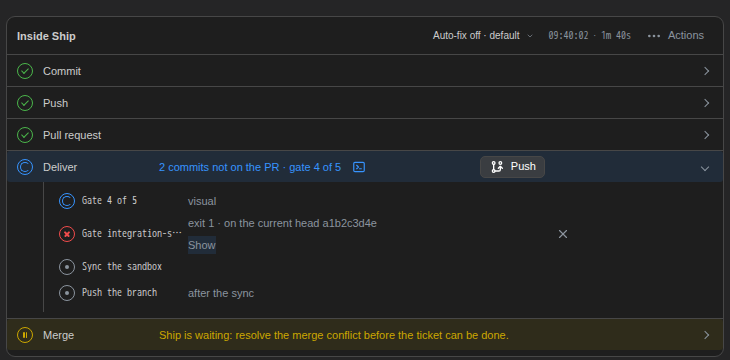 Inside Ship Auto-fix off · default 09:40:02 · 1m 40s ••• Actions
Commit
Push
Pull request
Deliver 2 commits not on the PR · gate 4 of 5 Push
Gate 4 of 5 visual
Gate integration-s··· exit 1 · on the current head a1b2c3d4e
Show
Sync the sandbox
Push the branch after the sync
Merge Ship is waiting: resolve the merge conflict before the ticket can be done.